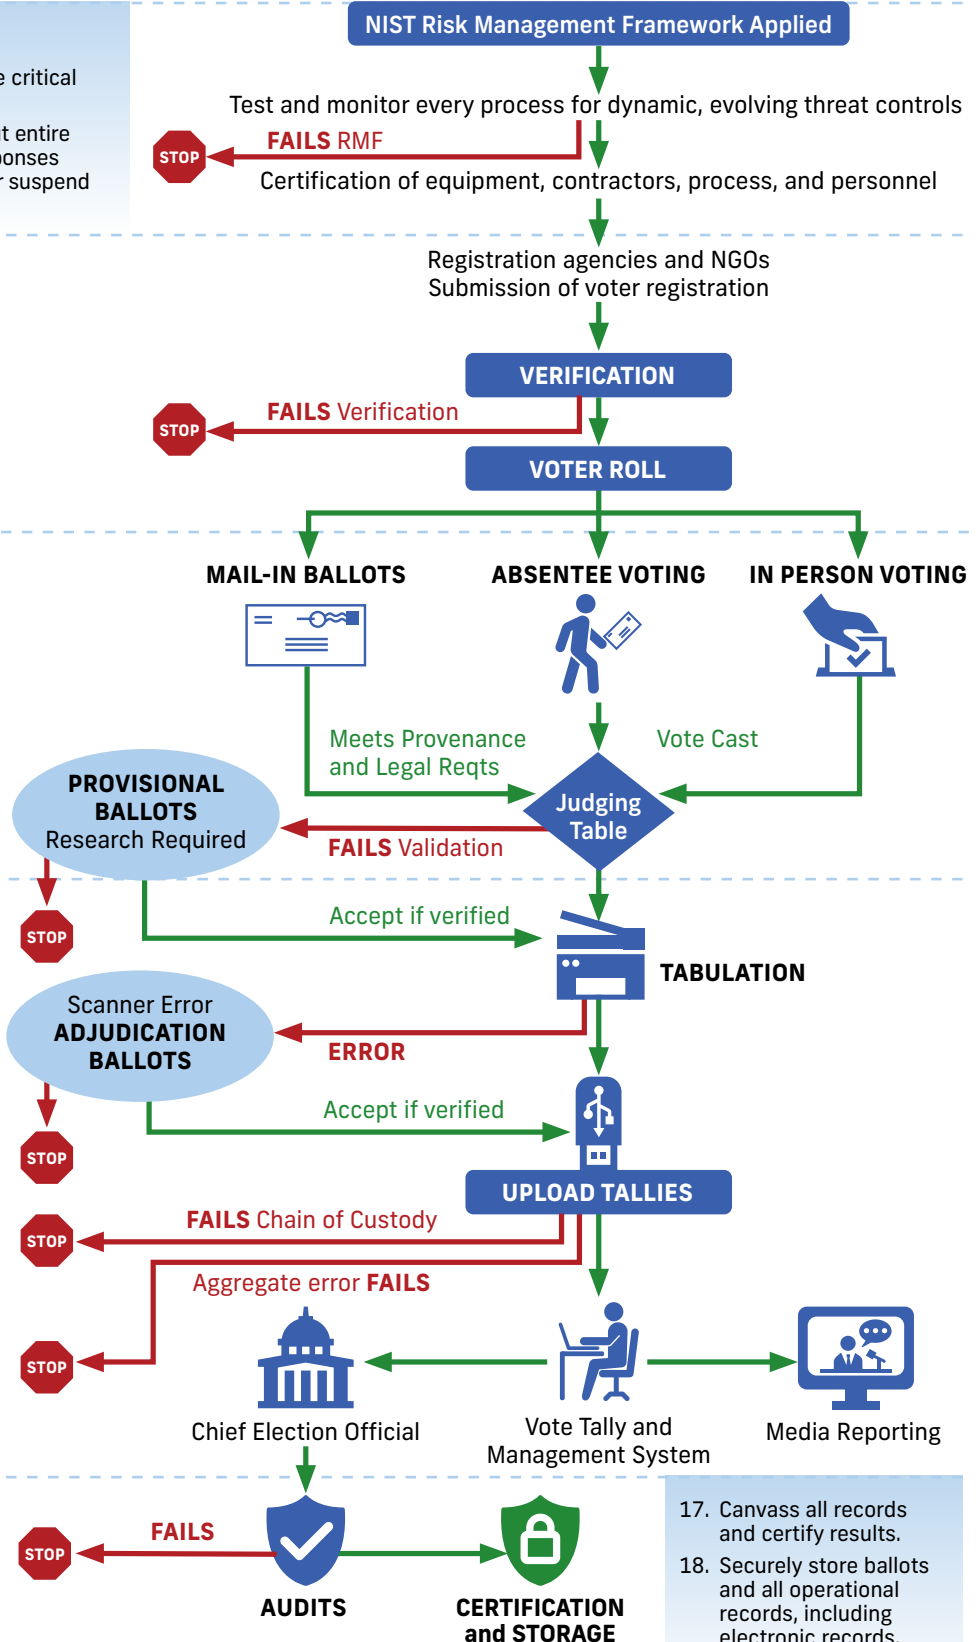 NIST Risk Management Framework Applied
critical
Test and monitor every process for dynamic, evolving threat controls
entire
FAILS RMF
STOP
suspend
Certification of equipment, contractors, process, and personnel
Registration agencies and NGOs
Submission of voter registration
VERIFICATION
FAILS Verification
STOP
VOTER ROLL
MAIL-IN BALLOTS
ABSENTEE VOTING
IN PERSON VOTING
Meets Provenance
and Legal Reqts
Vote Cast
PROVISIONAL
BALLOTS
Research Required
Judging
Table
FAILS Validation
STOP
Accept if verified
TABULATION
Scanner Error
ADJUDICATION
BALLOTS
ERROR
Accept if verified
STOP
UPLOAD TALLIES
FAILS Chain of Custody
STOP
Aggregate error FAILS
STOP
Chief Election Official
Vote Tally and
Management System
Media Reporting
17. Canvass all records
and certify results.
FAILS
STOP
18. Securely store ballots
and all operational
records, including
electronic records.
AUDITS
CERTIFICATION
and STORAGE